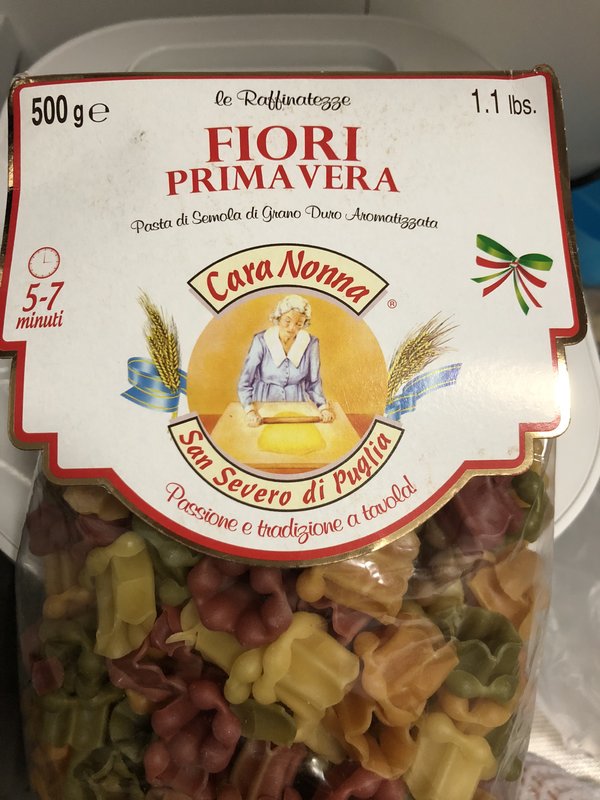 500 g e
le Raffinatezze
1.1 lbs.
FIORI
PRIMAVERA
Pasta di Semola di Grano Duro Aromatizzata
5-7
minuti
Cara Nonna
®
San Severo di Puglia
Passione e tradizione a tavola!